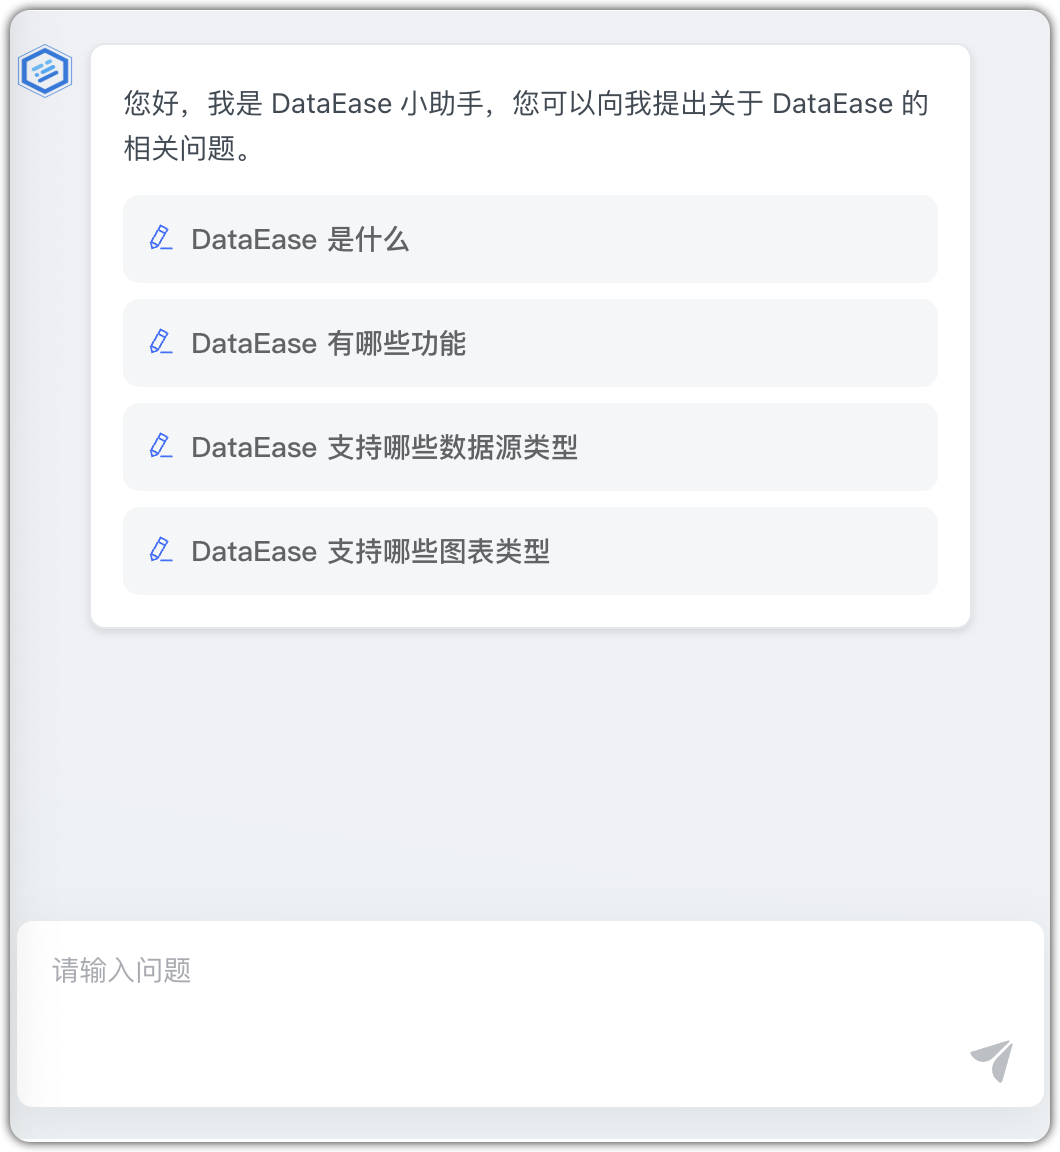 您好，我是 DataEase 小助手，您可以向我提出关于 DataEase 的
相关问题。
DataEase 是什么
DataEase 有哪些功能
DataEase 支持哪些数据源类型
DataEase 支持哪些图表类型
请输入问题